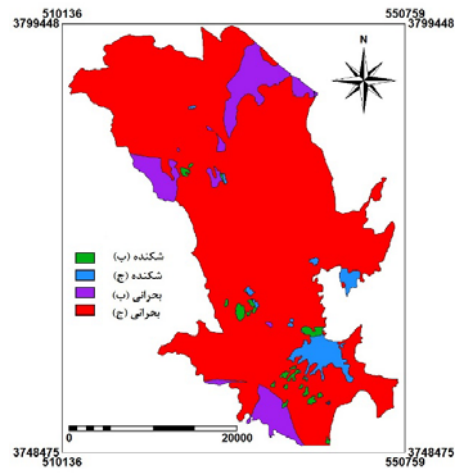 510136 550759
3799448 3799448
N
شکننده (ب)
شکننده (ج)
بحرانی (ب)
بحرانی (ج)
0 20000
3748475 3748475
510136 550759